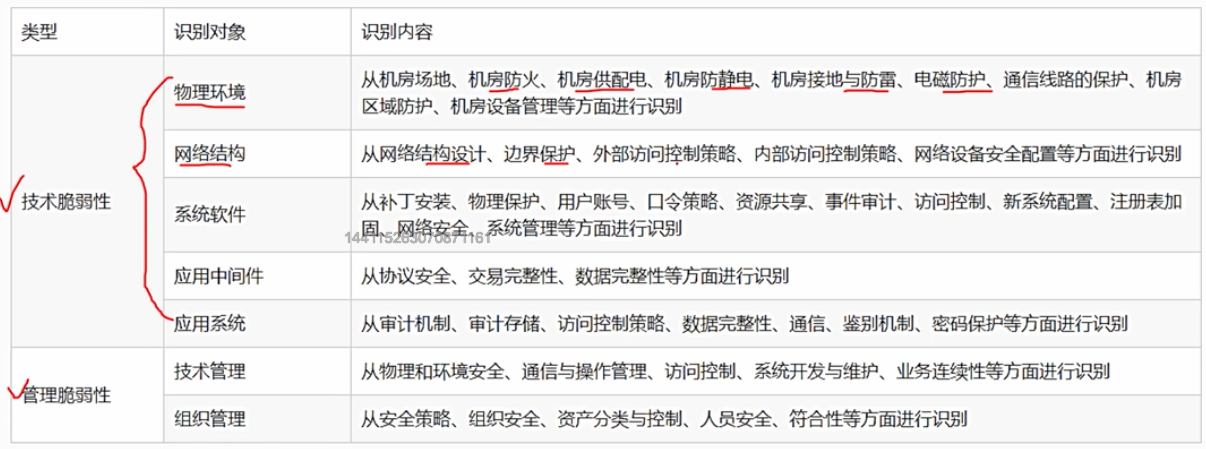 类型 识别对象 识别内容
物理环境 从机房场地、机房防火、机房供配电、机房防静电、机房接地与防雷、电磁防护、通信线路的保护、机房
区域防护、机房设备管理等方面进行识别
网络结构 从网络结构设计、边界保护、外部访问控制策略、内部访问控制策略、网络设备安全配置等方面进行识别
技术脆弱性 系统软件 从补丁安装、物理保护、用户账号、口令策略、资源共享、事件审计、访问控制、新系统配置、注册表加
固、网络安全、系统管理等方面进行识别
144115263070871161
应用中间件 从协议安全、交易完整性、数据完整性等方面进行识别
应用系统 从审计机制、审计存储、访问控制策略、数据完整性、通信、鉴别机制、密码保护等方面进行识别
技术管理 从物理和环境安全、通信与操作管理、访问控制、系统开发与维护、业务连续性等方面进行识别
管理脆弱性
组织管理 从安全策略、组织安全、资产分类与控制、人员安全、符合性等方面进行识别